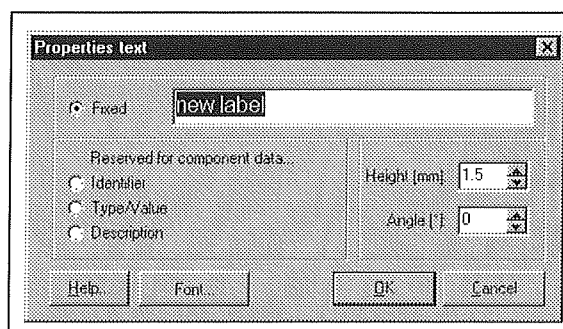 Properties text
Fixed
new label
Reserved for component data...
Identifier
Type/Value
Description
Height (mm) 1.5
Angle (°) 0
Help...
Font...
OK
Cancel